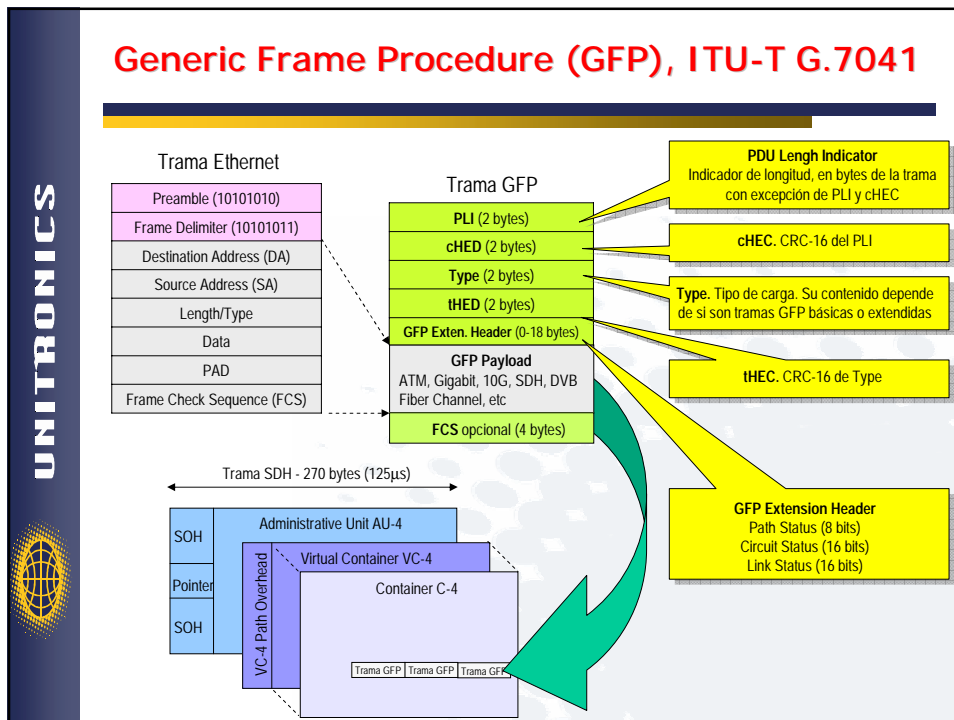 Generic Frame Procedure (GFP), ITU-T G.7041
UNITRONICS
Trama Ethernet
Preamble (10101010)
Frame Delimiter (10101011)
Destination Address (DA)
Source Address (SA)
Length/Type
Data
PAD
Frame Check Sequence (FCS)
Trama GFP
PLI (2 bytes)
cHED (2 bytes)
Type (2 bytes)
tHED (2 bytes)
GFP Exten. Header (0-18 bytes)
GFP Payload
ATM, Gigabit, 10G, SDH, DVB
Fiber Channel, etc
FCS opcional (4 bytes)
PDU Lengh Indicator
Indicador de longitud, en bytes de la trama
con excepción de PLI y cHEC
cHEC. CRC-16 del PLI
Type. Tipo de carga. Su contenido depende
de si son tramas GFP básicas o extendidas
tHEC. CRC-16 de Type
GFP Extension Header
Path Status (8 bits)
Circuit Status (16 bits)
Link Status (16 bits)
Trama SDH - 270 bytes (125µs)
SOH
Pointer
SOH
Administrative Unit AU-4
VC-4 Path Overhead
Virtual Container VC-4
Container C-4
Trama GFP Trama GFP Trama GFP